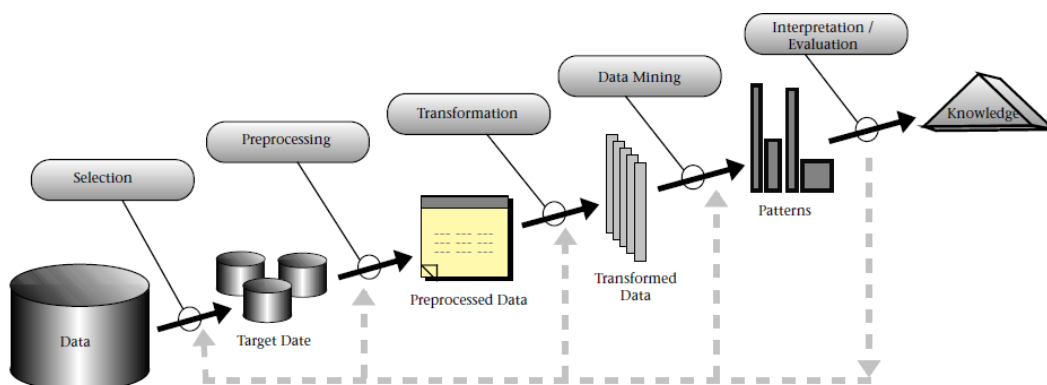 Interpretation /
Evaluation
Data Mining
Transformation
Preprocessing
Selection
Data
Target Date
Preprocessed Data
Transformed
Data
Patterns
Knowledge